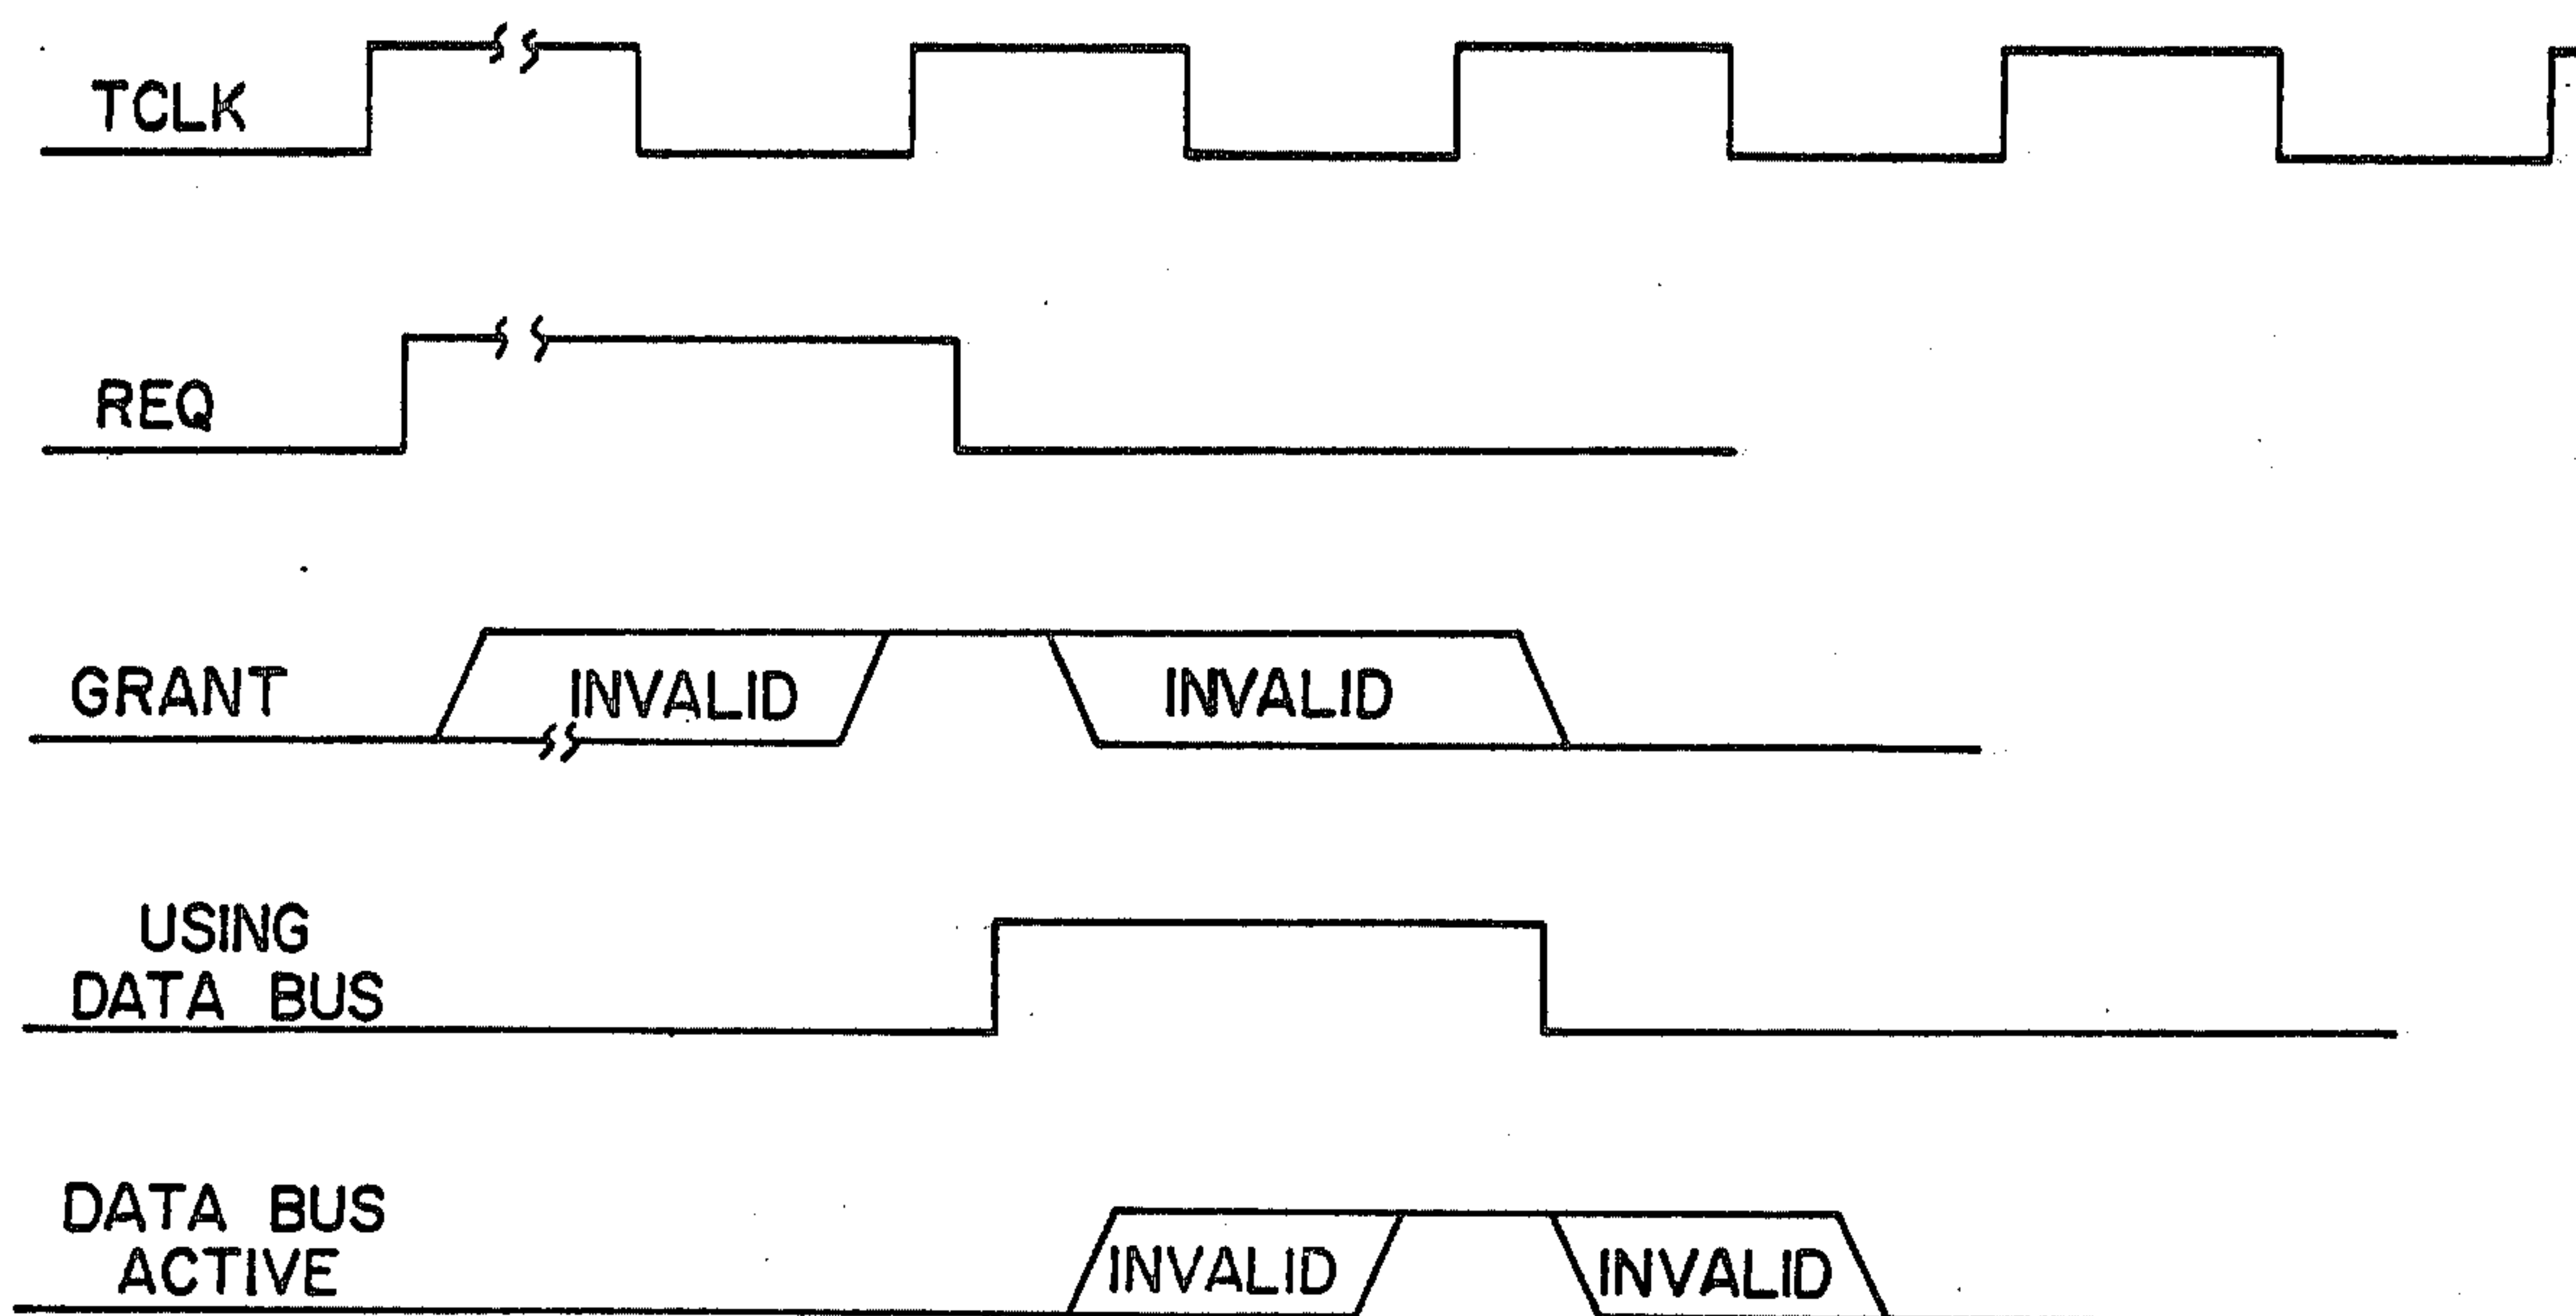 TCLK
REQ
GRANT
INVALID
INVALID
USING
DATA BUS
DATA BUS
ACTIVE
INVALID
INVALID